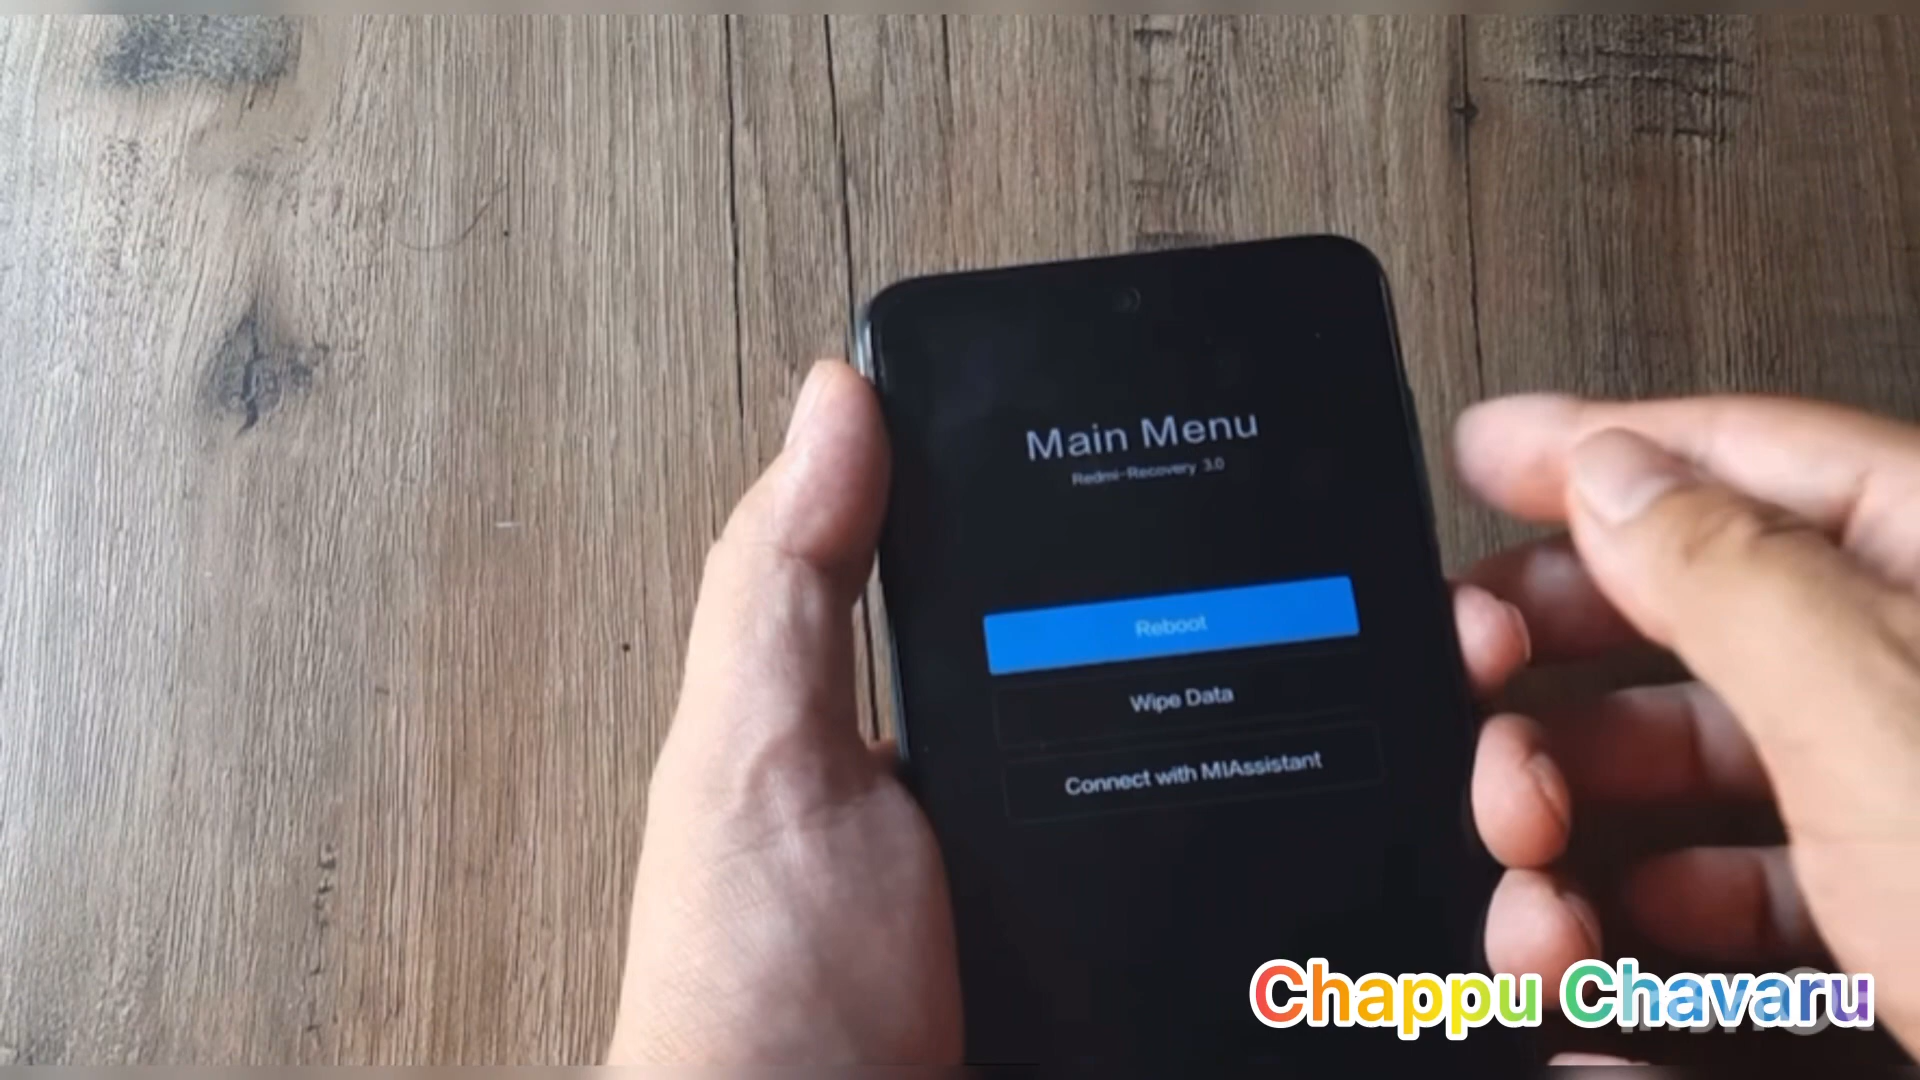 Main Menu
Redmi-Recovery 3.0
Reboot
Wipe Data
Connect with MIAssistant
Chappu Chavaru